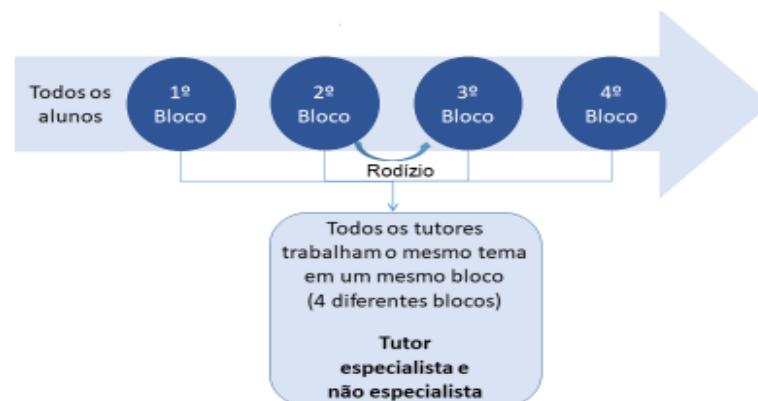 Todos os
alunos
1º
Bloco
2º
Bloco
3º
Bloco
4º
Bloco
Rodízio
Todos os tutores
trabalham o mesmo tema
em um mesmo bloco
(4 diferentes blocos)
Tutor
especialista e
não especialista